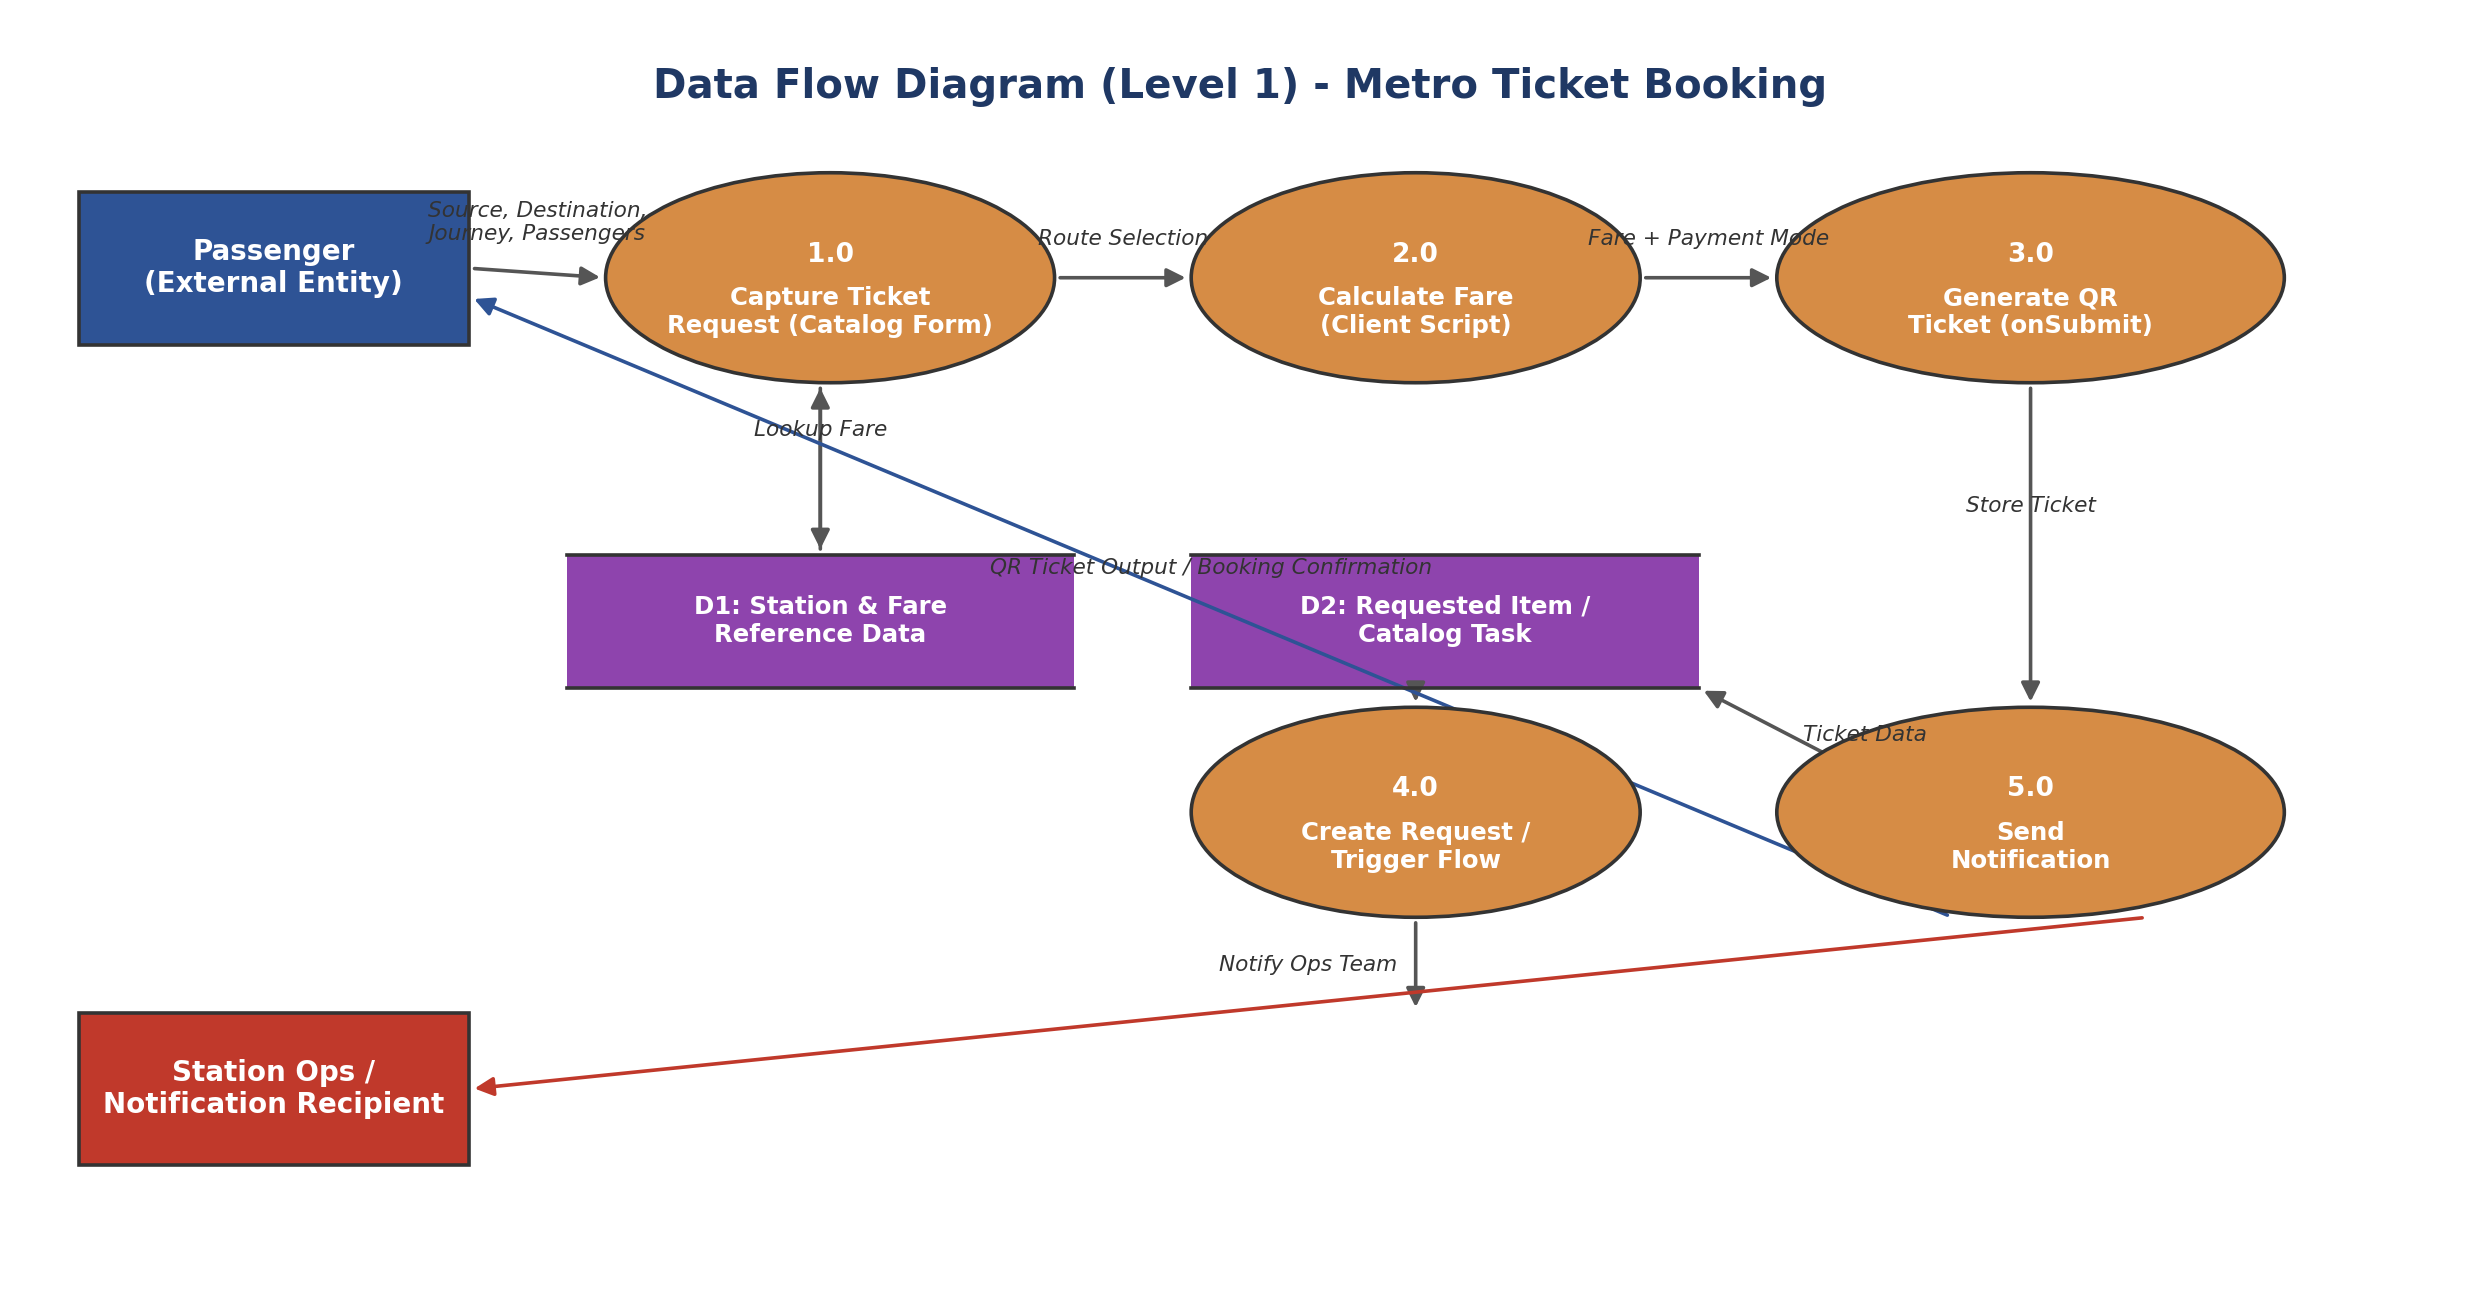 Data Flow Diagram (Level 1) - Metro Ticket Booking
Passenger
(External Entity)
Source, Destination,
Journey, Passengers
1.0
Capture Ticket
Request (Catalog Form)
Route Selection
2.0
Calculate Fare
(Client Script)
Fare + Payment Mode
3.0
Generate QR
Ticket (onSubmit)
Lookup Fare
Store Ticket
QR Ticket Output / Booking Confirmation
D1: Station & Fare
Reference Data
D2: Requested Item /
Catalog Task
Ticket Data
4.0
Create Request /
Trigger Flow
5.0
Send
Notification
Notify Ops Team
Station Ops /
Notification Recipient